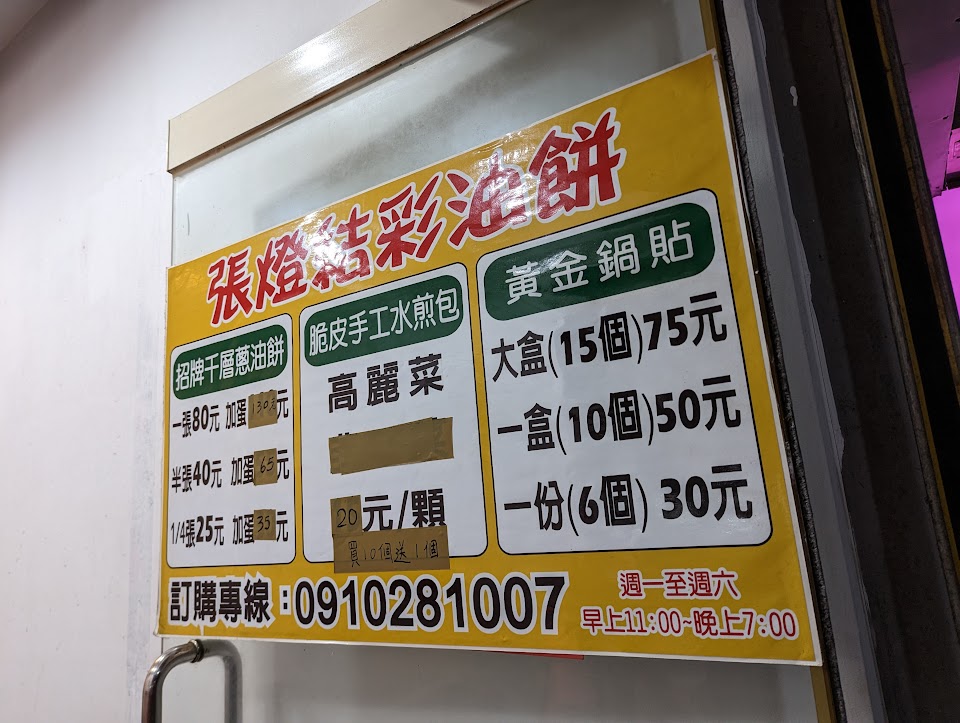 張燈結彩油餅
招牌千層蔥油餅
一張80元 加蛋130元
半張40元 加蛋65元
1/4張25元 加蛋35元
脆皮手工水煎包
高麗菜
20元/顆
買10個送1個
黃金鍋貼
大盒(15個)75元
一盒(10個)50元
一份(6個)30元
訂購專線:0910281007
週一至週六
早上11:00~晚上7:00